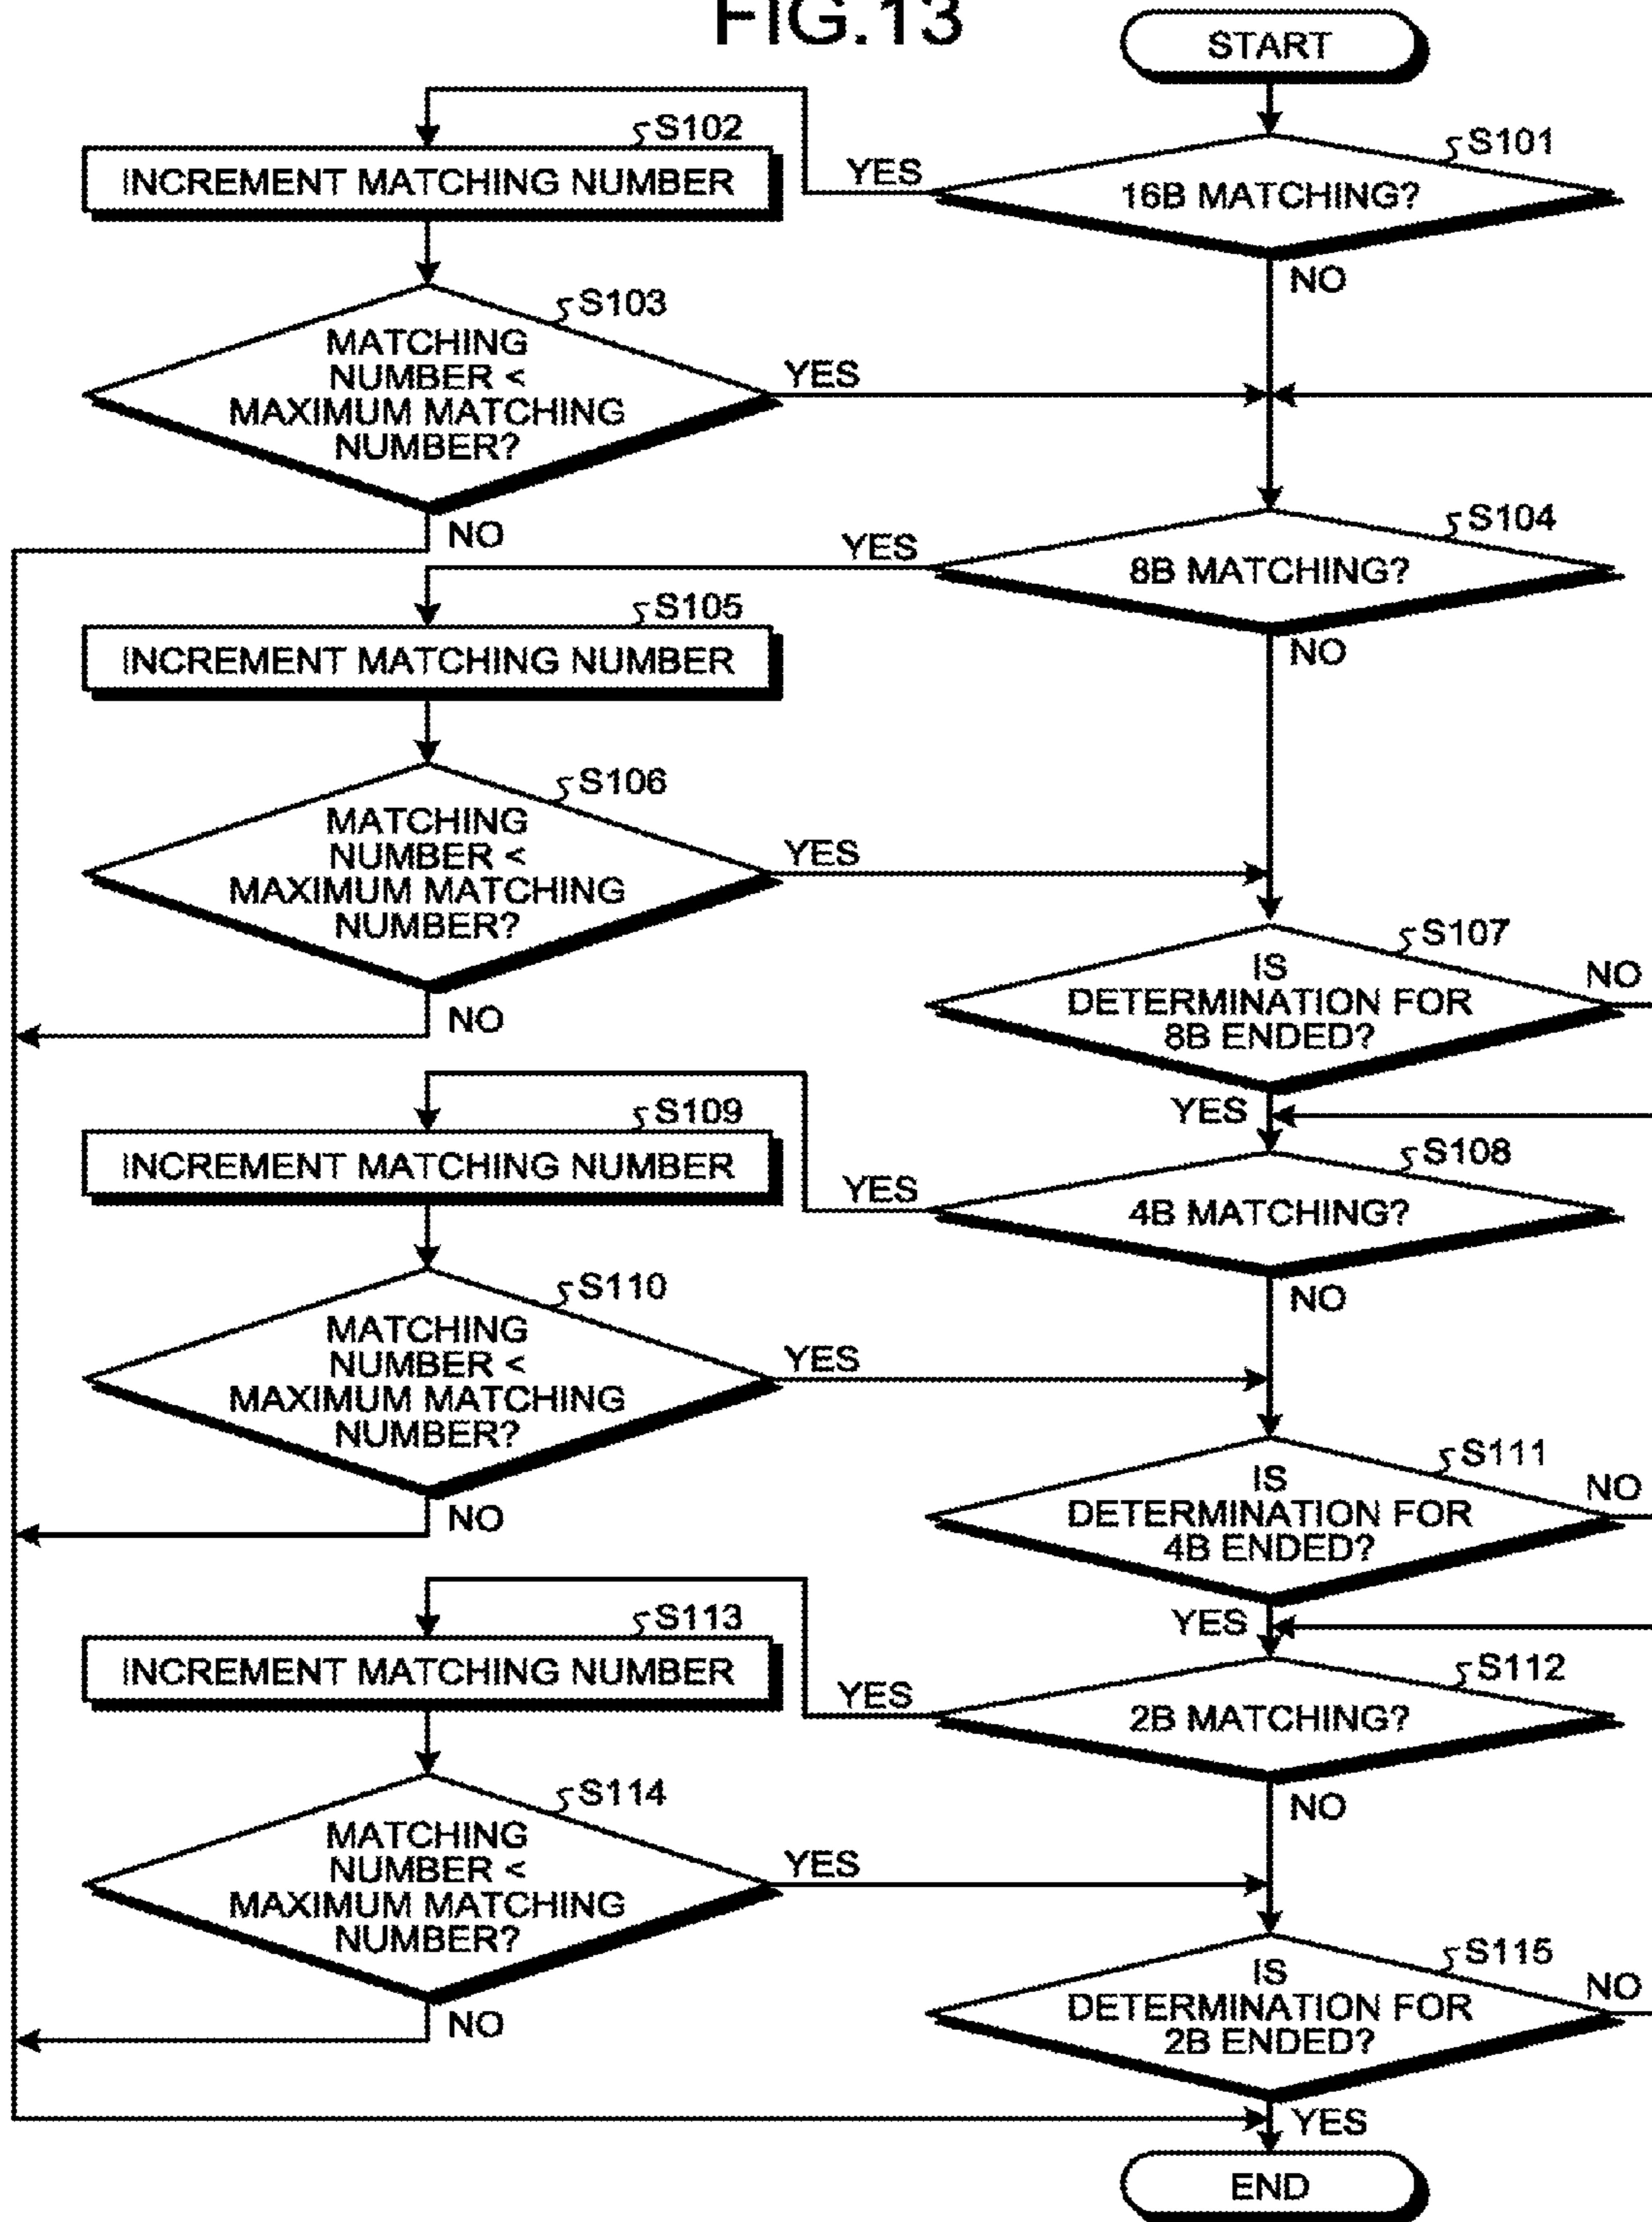 FIG.13
START
S101
16B MATCHING?
YES
NO
S102
INCREMENT MATCHING NUMBER
S103
MATCHING
NUMBER <
MAXIMUM MATCHING
NUMBER?
YES
NO
S104
8B MATCHING?
YES
NO
S105
INCREMENT MATCHING NUMBER
S106
MATCHING
NUMBER <
MAXIMUM MATCHING
NUMBER?
YES
NO
S107
IS
DETERMINATION FOR
8B ENDED?
NO
YES
S108
4B MATCHING?
YES
NO
S109
INCREMENT MATCHING NUMBER
S110
MATCHING
NUMBER <
MAXIMUM MATCHING
NUMBER?
YES
NO
S111
IS
DETERMINATION FOR
4B ENDED?
NO
YES
S112
2B MATCHING?
YES
NO
S113
INCREMENT MATCHING NUMBER
S114
MATCHING
NUMBER <
MAXIMUM MATCHING
NUMBER?
YES
NO
S115
IS
DETERMINATION FOR
2B ENDED?
NO
YES
END